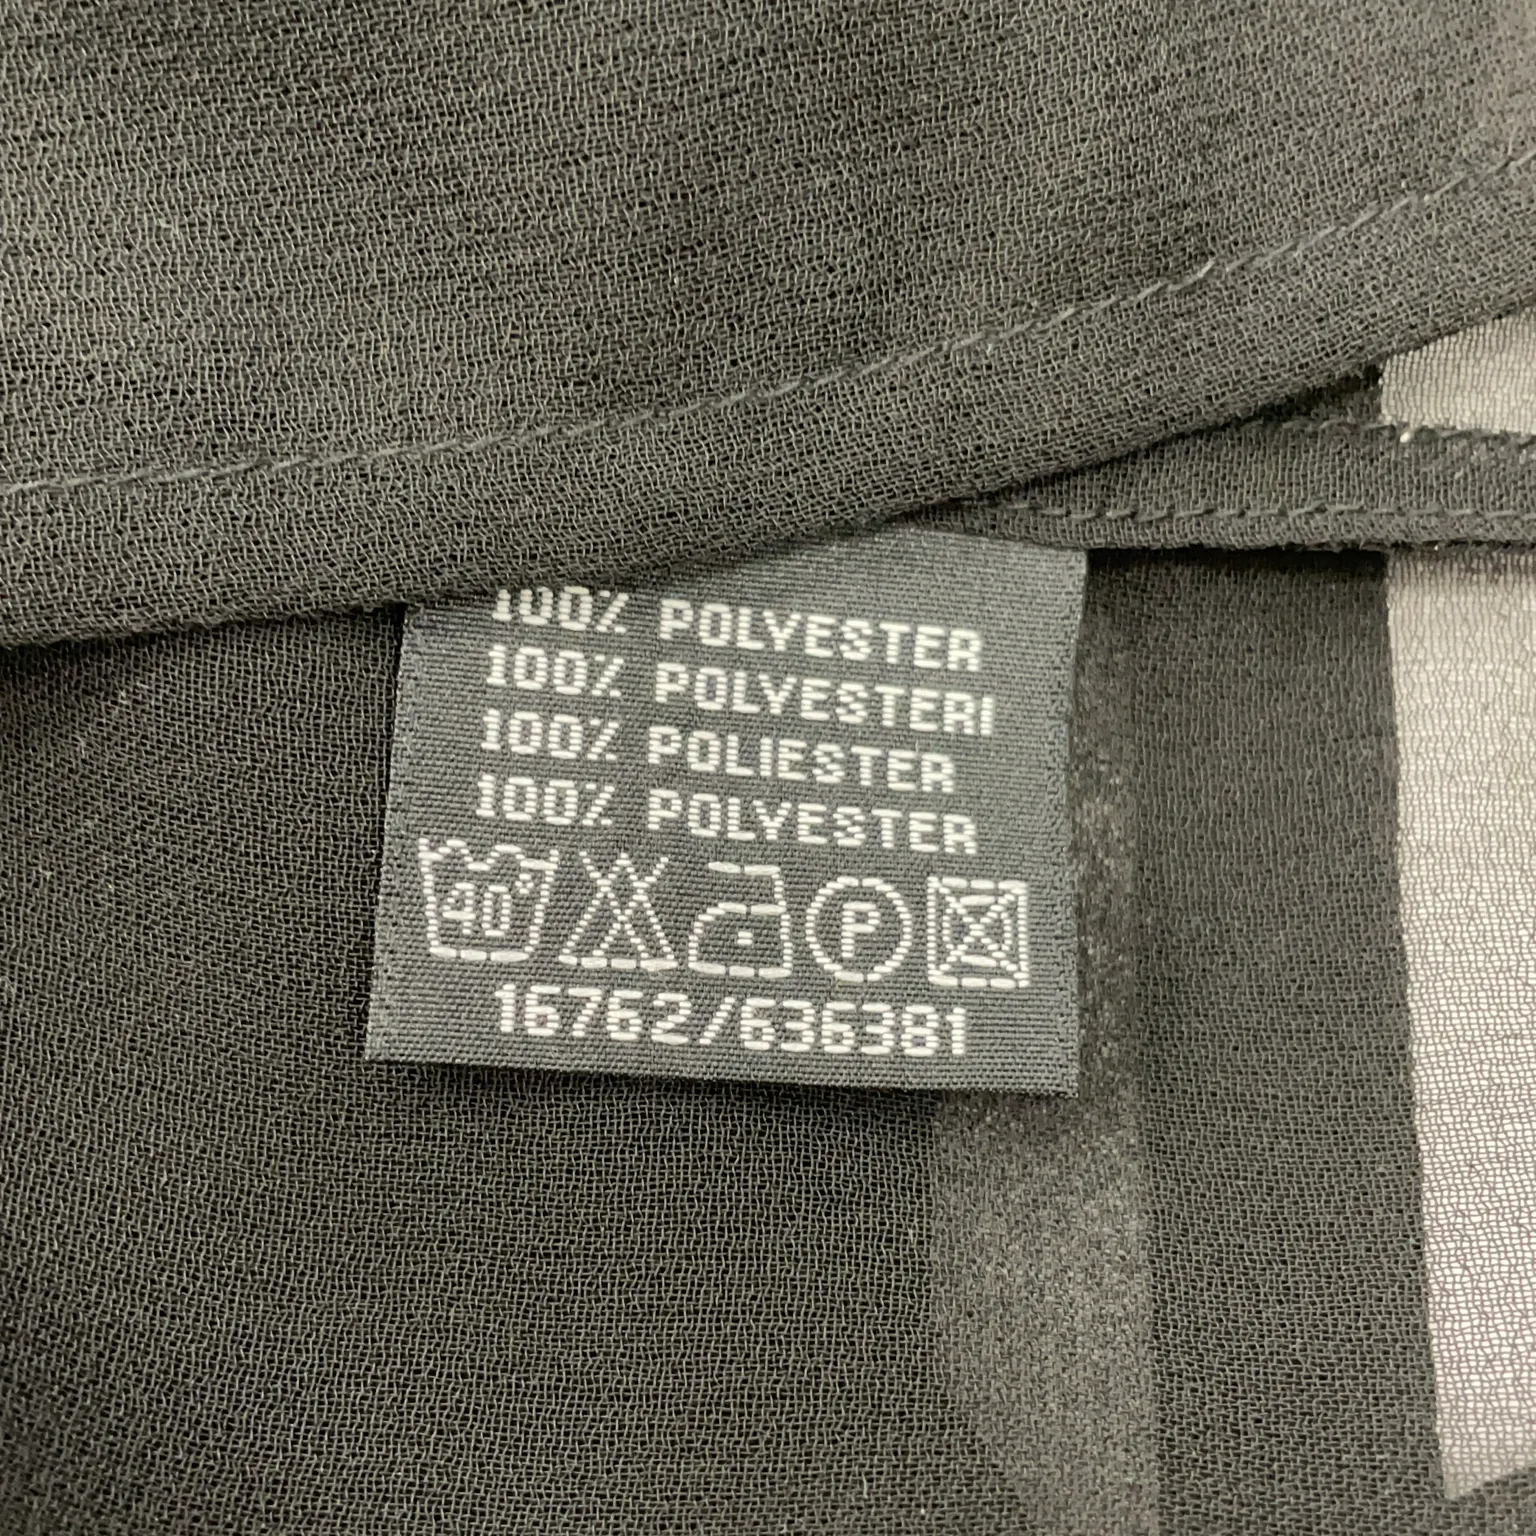 100% POLYESTER
100% POLYESTERI
100% POLIESTER
100% POLYESTER
40° P
16762/636381